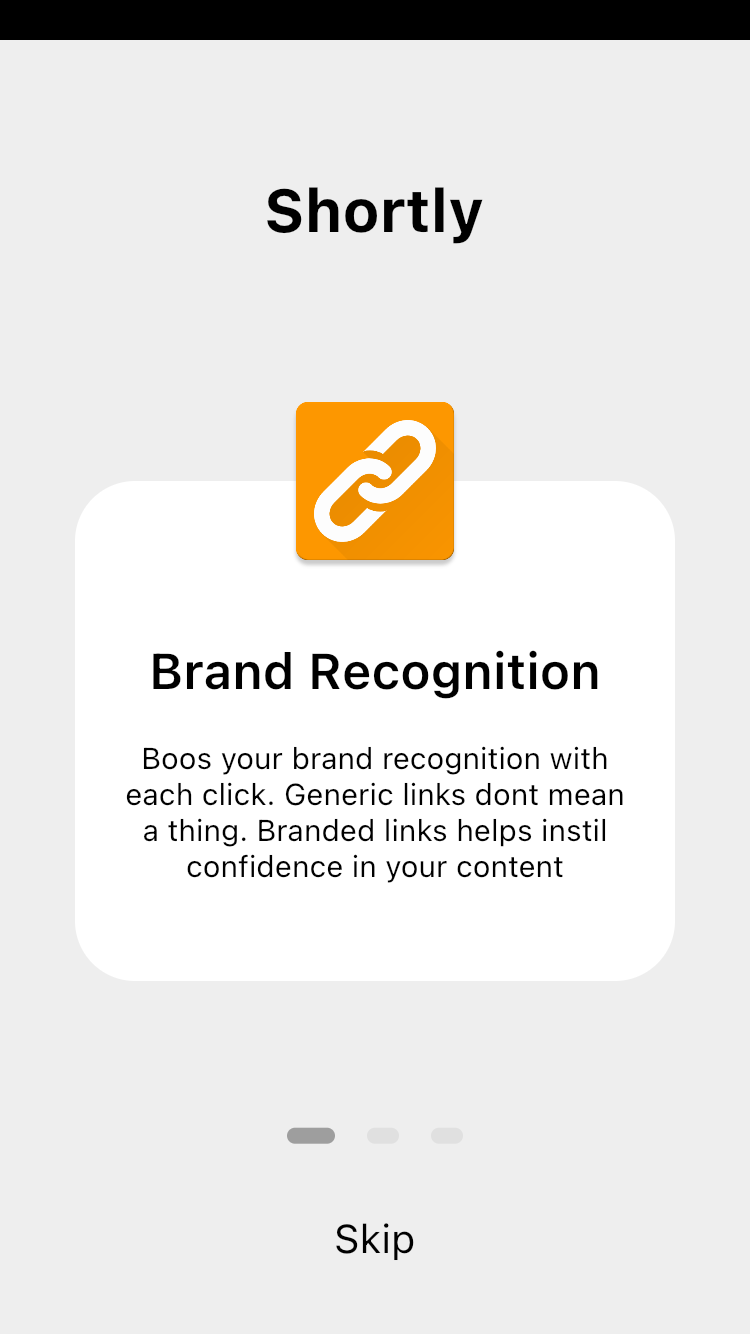 Shortly
Brand Recognition
Boos your brand recognition with
each click. Generic links dont mean
a thing. Branded links helps instil
confidence in your content
Skip